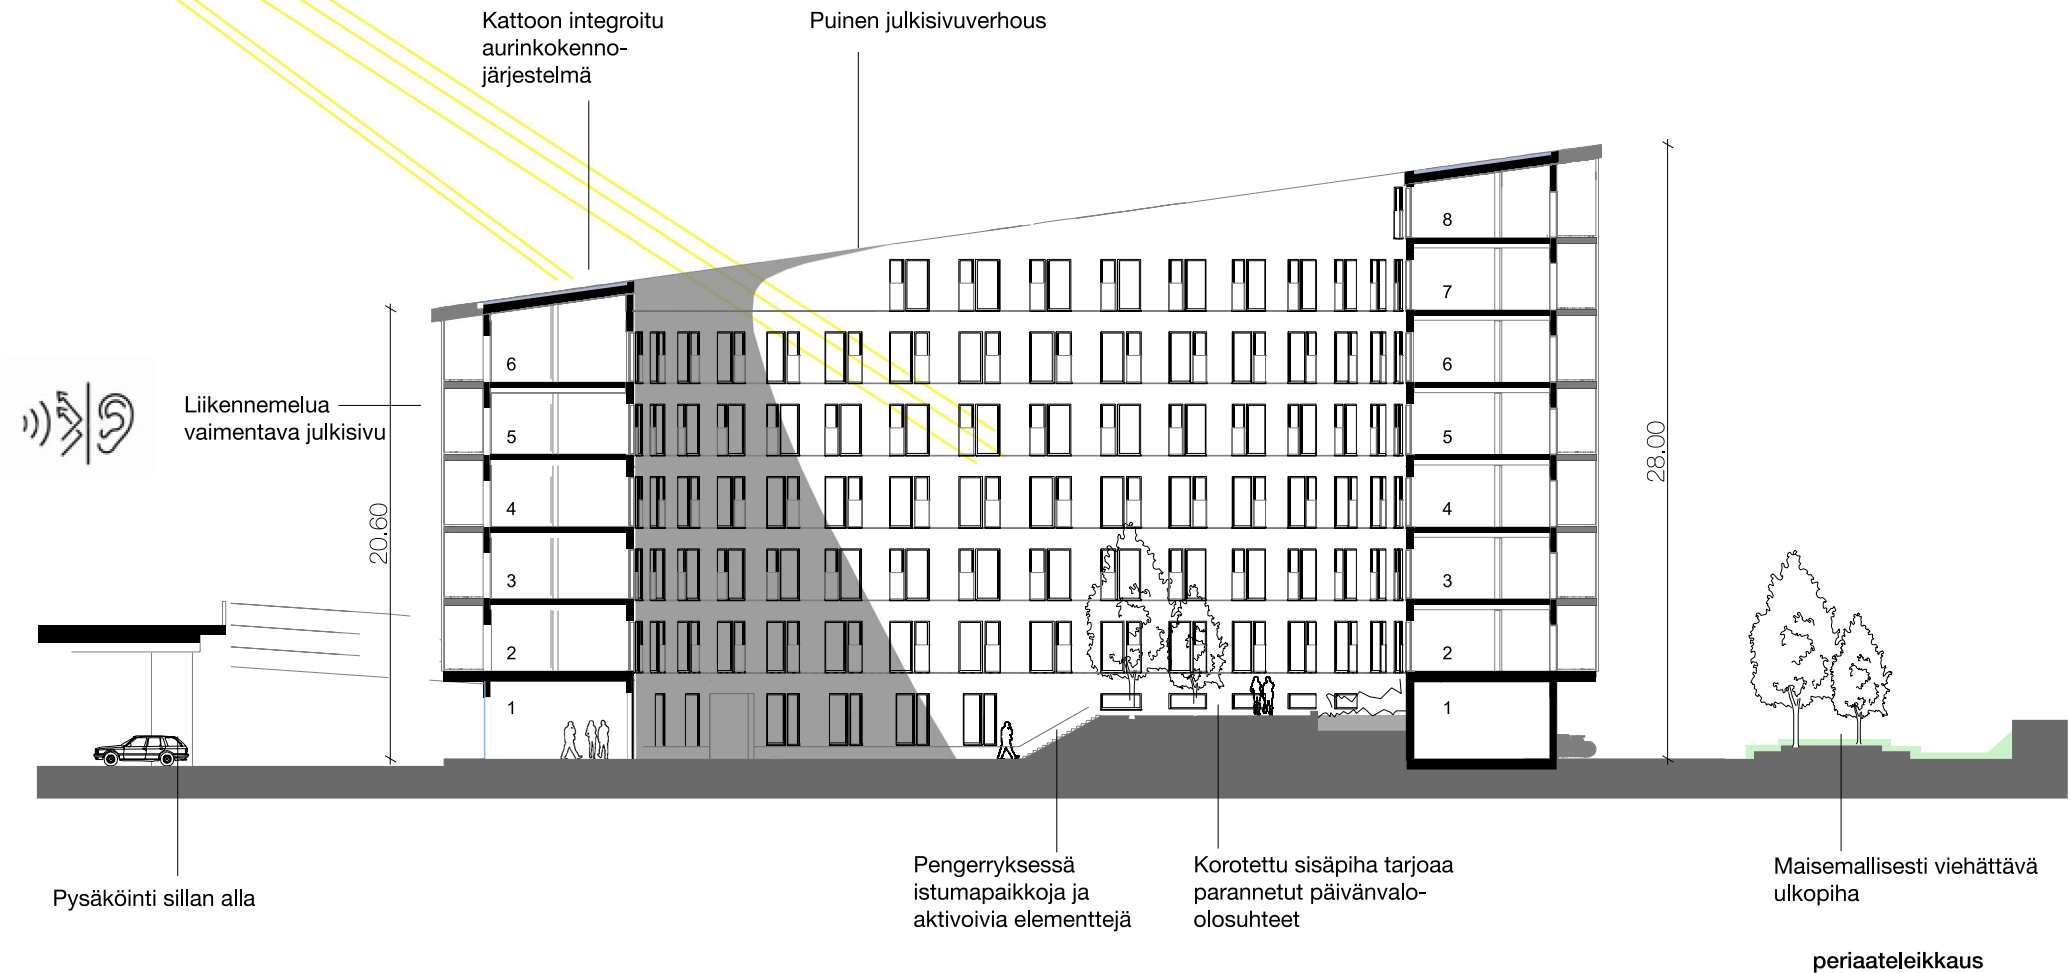 Kattoon integroitu
aurinkokenno-
järjestelmä
Puinen julkisivuverhous
Liikennemelua
vaimentava julkisivu
20.60
28.00
6
5
4
3
2
1
8
7
6
5
4
3
2
1
Pysäköinti sillan alla
Pengerryksessä
istumapaikkoja ja
aktivoivia elementtejä
Korotettu sisäpiha tarjoaa
parannetut päivänvalo-
olosuhteet
Maisemallisesti viehättävä
ulkopiha
periaateleikkaus